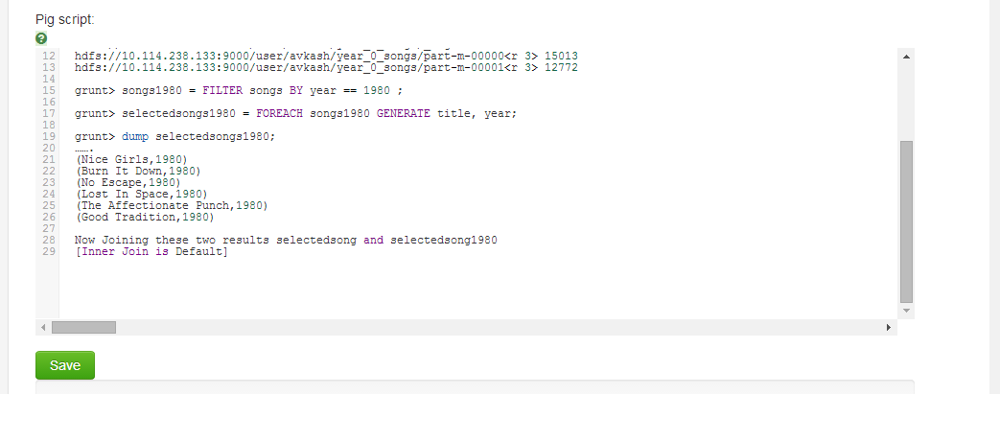 Pig script:
?
12 hdfs://10.114.238.133:9000/user/avkash/year_0_songs/part-m-00000<r 3> 15013
13 hdfs://10.114.238.133:9000/user/avkash/year_0_songs/part-m-00001<r 3> 12772
14
15 grunt> songs1980 = FILTER songs BY year == 1980 ;
16
17 grunt> selectedsongs1980 = FOREACH songs1980 GENERATE title, year;
18
19 grunt> dump selectedsongs1980;
20 …….
21 (Nice Girls,1980)
22 (Burn It Down,1980)
23 (No Escape,1980)
24 (Lost In Space,1980)
25 (The Affectionate Punch,1980)
26 (Good Tradition,1980)
27
28 Now Joining these two results selectedsong and selectedsong1980
29 [Inner Join is Default]
Save